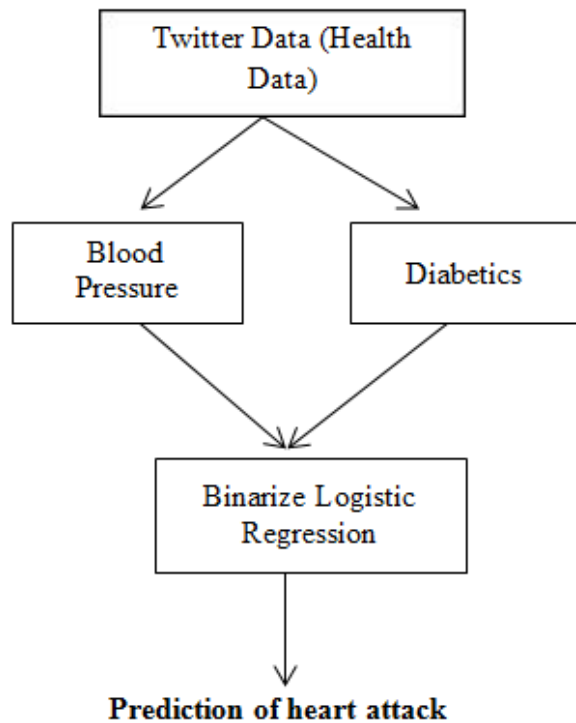 Twitter Data (Health
Data)
Blood
Pressure
Diabetics
Binarize Logistic
Regression
Prediction of heart attack